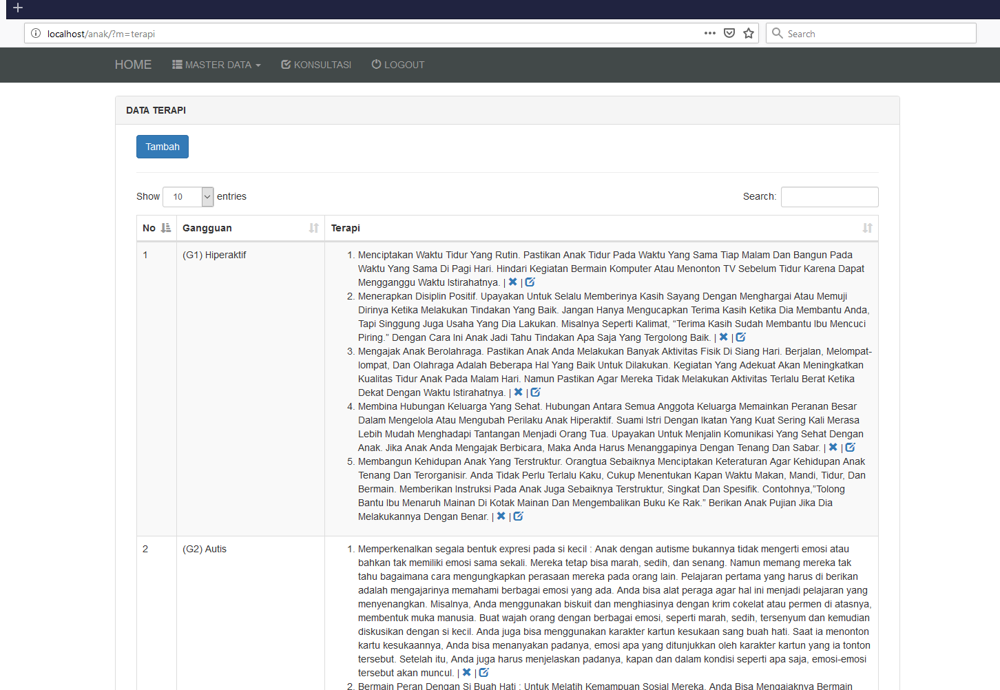 localhost/anak/?m=terapi
Search
HOME MASTER DATA KONSULTASI LOGOUT
DATA TERAPI
Tambah
Show 10 entries Search:
No Gangguan Terapi
1 (G1) Hiperaktif
1. Menciptakan Waktu Tidur Yang Rutin. Pastikan Anak Tidur Pada Waktu Yang Sama Tiap Malam Dan Bangun Pada
Waktu Yang Sama Di Pagi Hari. Hindari Kegiatan Bermain Komputer Atau Menonton TV Sebelum Tidur Karena Dapat
Mengganggu Waktu Istirahatnya. | |
2. Menerapkan Disiplin Positif. Upayakan Untuk Selalu Memberinya Kasih Sayang Dengan Menghargai Atau Memuji
Dirinya Ketika Melakukan Tindakan Yang Baik. Jangan Hanya Mengucapkan Terima Kasih Ketika Dia Membantu Anda,
Tapi Singgung Juga Usaha Yang Dia Lakukan. Misalnya Seperti Kalimat, “Terima Kasih Sudah Membantu Ibu Mencuci
Piring.” Dengan Cara Ini Anak Jadi Tahu Tindakan Apa Saja Yang Tergolong Baik. | |
3. Mengajak Anak Berolahraga. Pastikan Anak Anda Melakukan Banyak Aktivitas Fisik Di Siang Hari. Berjalan, Melompat-
lompat, Dan Olahraga Adalah Beberapa Hal Yang Baik Untuk Dilakukan. Kegiatan Yang Adekuat Akan Meningkatkan
Kualitas Tidur Anak Pada Malam Hari. Namun Pastikan Agar Mereka Tidak Melakukan Aktivitas Terlalu Berat Ketika
Dekat Dengan Waktu Istirahatnya. | |
4. Membina Hubungan Keluarga Yang Sehat. Hubungan Antara Semua Anggota Keluarga Memainkan Peranan Besar
Dalam Mengelola Atau Mengubah Perilaku Anak Hiperaktif. Suami Istri Dengan Ikatan Yang Kuat Sering Kali Merasa
Lebih Mudah Menghadapi Tantangan Menjadi Orang Tua. Upayakan Untuk Menjalin Komunikasi Yang Sehat Dengan
Anak. Jika Anak Anda Mengajak Berbicara, Maka Anda Harus Menanggapinya Dengan Tenang Dan Sabar. | |
5. Membangun Kehidupan Anak Yang Terstruktur. Orangtua Sebaiknya Menciptakan Keteraturan Agar Kehidupan Anak
Tenang Dan Terorganisir. Anda Tidak Perlu Terlalu Kaku, Cukup Menentukan Kapan Waktu Makan, Mandi, Tidur, Dan
Bermain. Memberikan Instruksi Pada Anak Juga Sebaiknya Terstruktur, Singkat Dan Spesifik. Contohnya,”Tolong
Bantu Ibu Menaruh Mainan Di Kotak Mainan Dan Mengembalikan Buku Ke Rak.” Berikan Anak Pujian Jika Dia
Melakukannya Dengan Benar. | |
2 (G2) Autis
1. Memperkenalkan segala bentuk expresi pada si kecil : Anak dengan autisme bukannya tidak mengerti emosi atau
bahkan tak memiliki emosi sama sekali. Mereka tetap bisa marah, sedih, dan senang. Namun memang mereka tak
tahu bagaimana cara mengungkapkan perasaan mereka pada orang lain. Pelajaran pertama yang harus di berikan
adalah mengajarinya memahami berbagai emosi yang ada. Anda bisa alat peraga agar hal ini menjadi pelajaran yang
menyenangkan. Misalnya, Anda menggunakan biskuit dan menghiasinya dengan krim cokelat atau permen di atasnya,
membentuk muka manusia. Buat wajah orang dengan berbagai emosi, seperti marah, sedih, tersenyum dan kemudian
diskusikan dengan si kecil. Anda juga bisa menggunakan karakter kartun kesukaan sang buah hati. Saat ia menonton
kartu kesukaannya, Anda bisa menanyakan padanya, emosi apa yang ditunjukkan oleh karakter kartun yang ia tonton
tersebut. Setelah itu, Anda juga harus menjelaskan padanya, kapan dan dalam kondisi seperti apa saja, emosi-emosi
tersebut akan muncul. | |
2. Bermain Peran Dengan Si Buah Hati : Untuk Melatih Kemampuan Sosial Mereka, Anda Bisa Mengajaknya Bermain